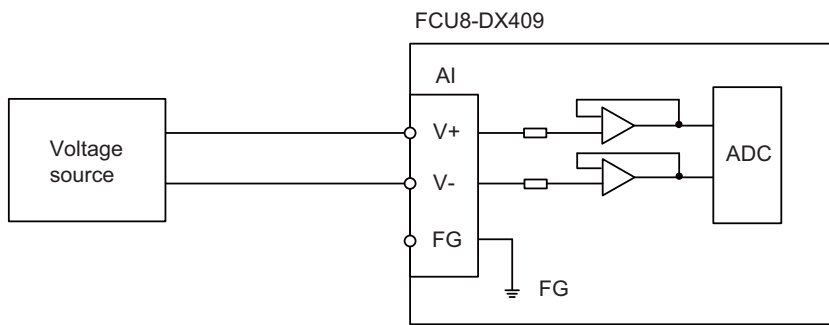 FCU8-DX409
AI
Voltage
source
V+
V-
FG
ADC
FG